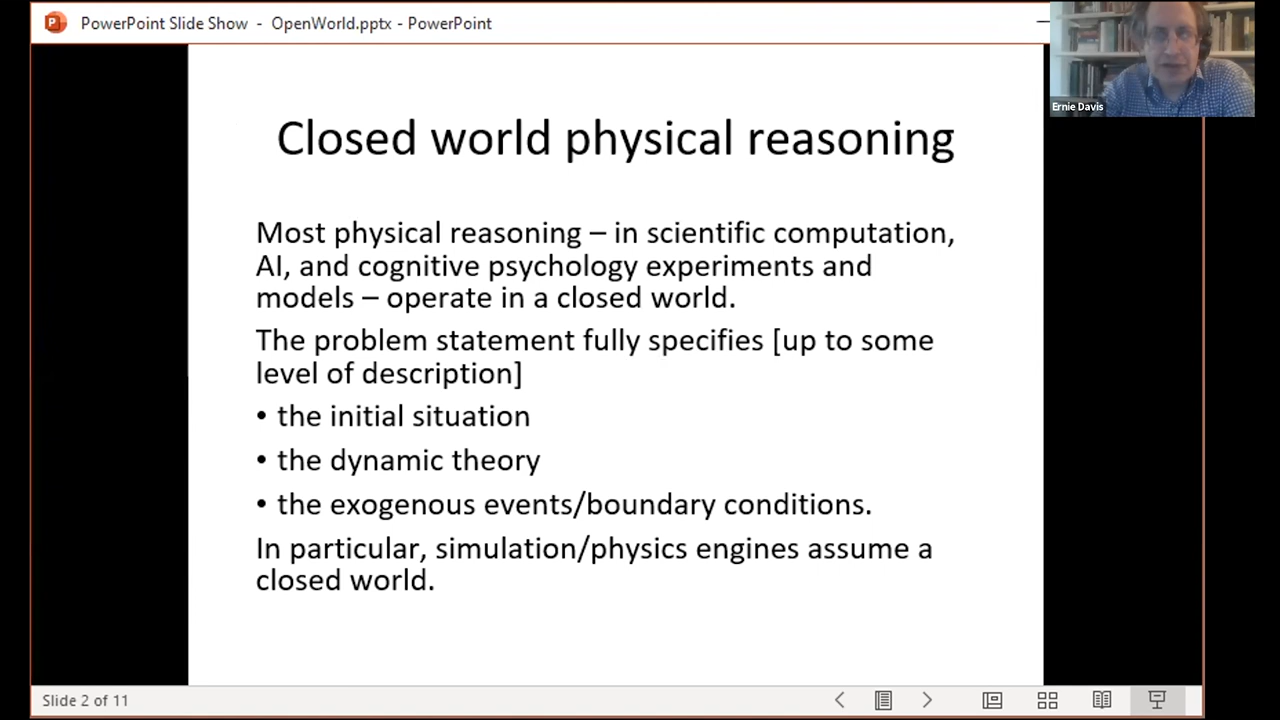 PowerPoint Slide Show - OpenWorld.pptx - PowerPoint
Ernie Davis
Closed world physical reasoning
Most physical reasoning – in scientific computation,
AI, and cognitive psychology experiments and
models – operate in a closed world.
The problem statement fully specifies [up to some
level of description]
• the initial situation
• the dynamic theory
• the exogenous events/boundary conditions.
In particular, simulation/physics engines assume a
closed world.
Slide 2 of 11